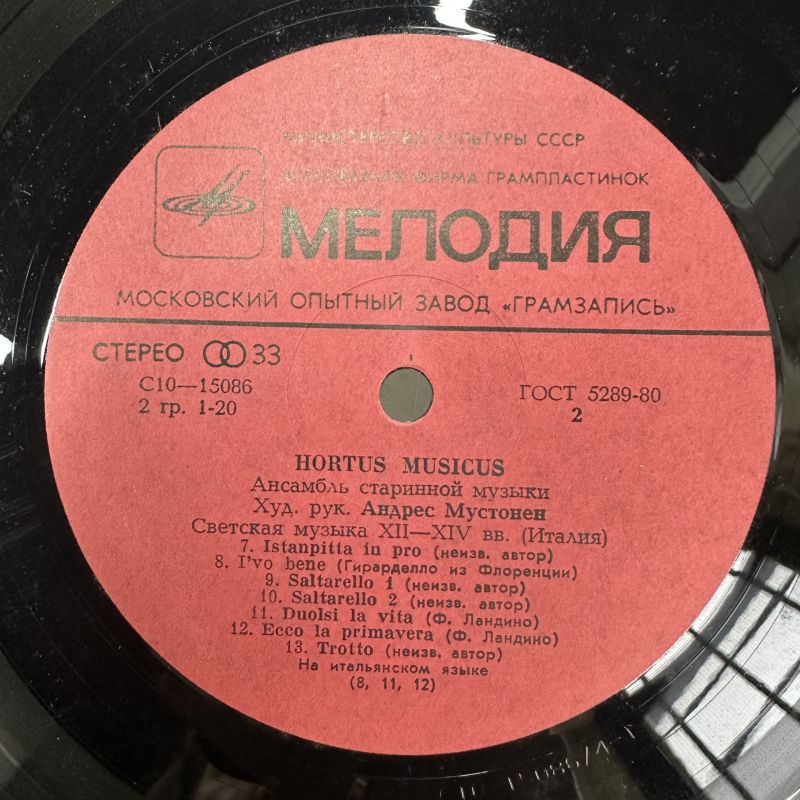 МИНИСТЕРСТВО КУЛЬТУРЫ СССР
ВСЕСОЮЗНАЯ ФИРМА ГРАМПЛАСТИНОК
МЕЛОДИЯ
МОСКОВСКИЙ ОПЫТНЫЙ ЗАВОД «ГРАМЗАПИСЬ»
СТЕРЕО 33
С10—15086
ГОСТ 5289-80
2 гр. 1-20
2
HORTUS MUSICUS
Ансамбль старинной музыки
Худ. рук. Андрес Мустонен
Светская музыка XII—XIV вв. (Италия)
7. Istanpitta in pro (неизв. автор)
8. I'vo bene (Гирарделло из Флоренции)
9. Saltarello 1 (неизв. автор)
10. Saltarello 2 (неизв. автор)
11. Duolsi la vita (Ф. Ландино)
12. Ecco la primavera (Ф. Ландино)
13. Trotto (неизв. автор)
На итальянском языке
(8, 11, 12)